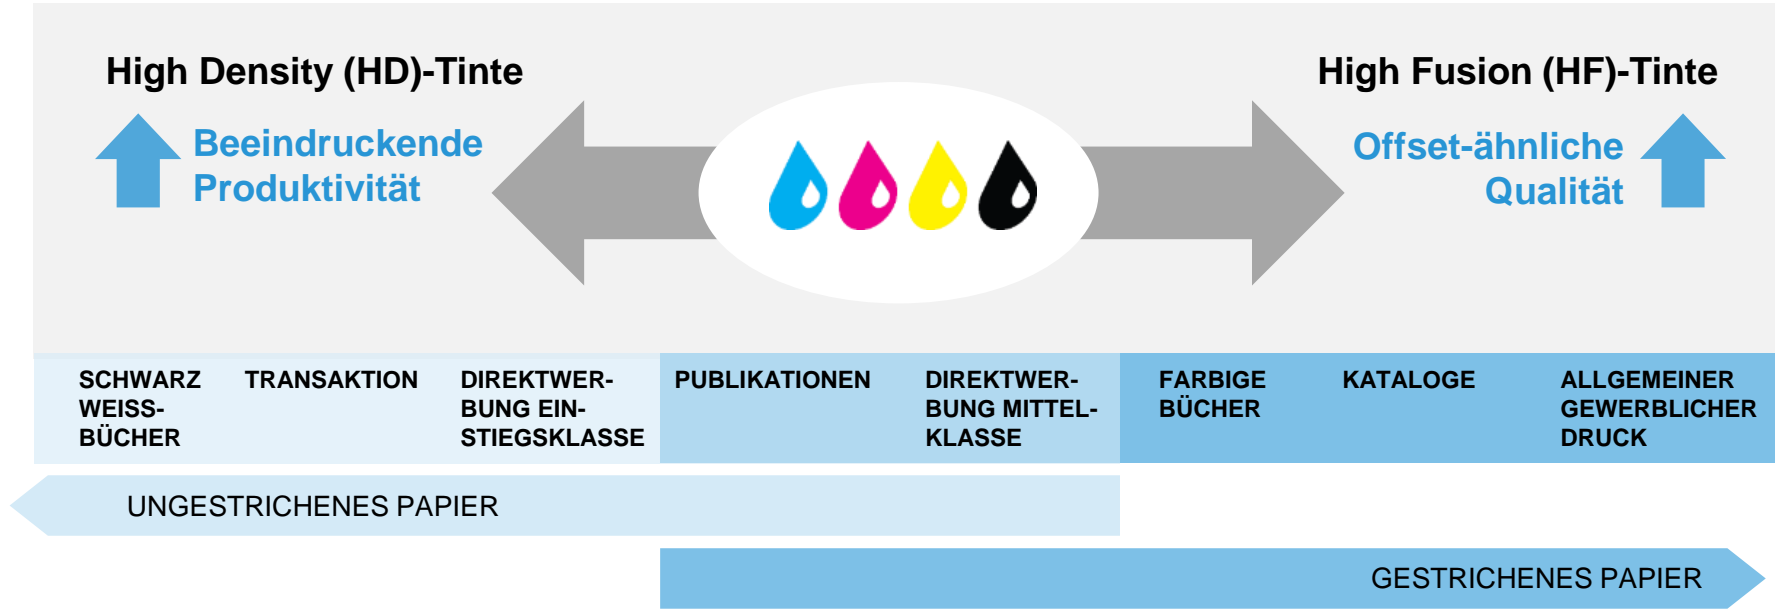 High Density (HD)-Tinte
Beeindruckende
Produktivität
High Fusion (HF)-Tinte
Offset-ähnliche
Qualität
SCHWARZ
WEISS-
BÜCHER
TRANSAKTION
DIREKTWER-
BUNG EIN-
STIEGSKLASSE
PUBLIKATIONEN
DIREKTWER-
BUNG MITTEL-
KLASSE
FARBIGE
BÜCHER
KATALOGE
ALLGEMEINER
GEWERBLICHER
DRUCK
UNGESTRICHENES PAPIER
GESTRICHENES PAPIER